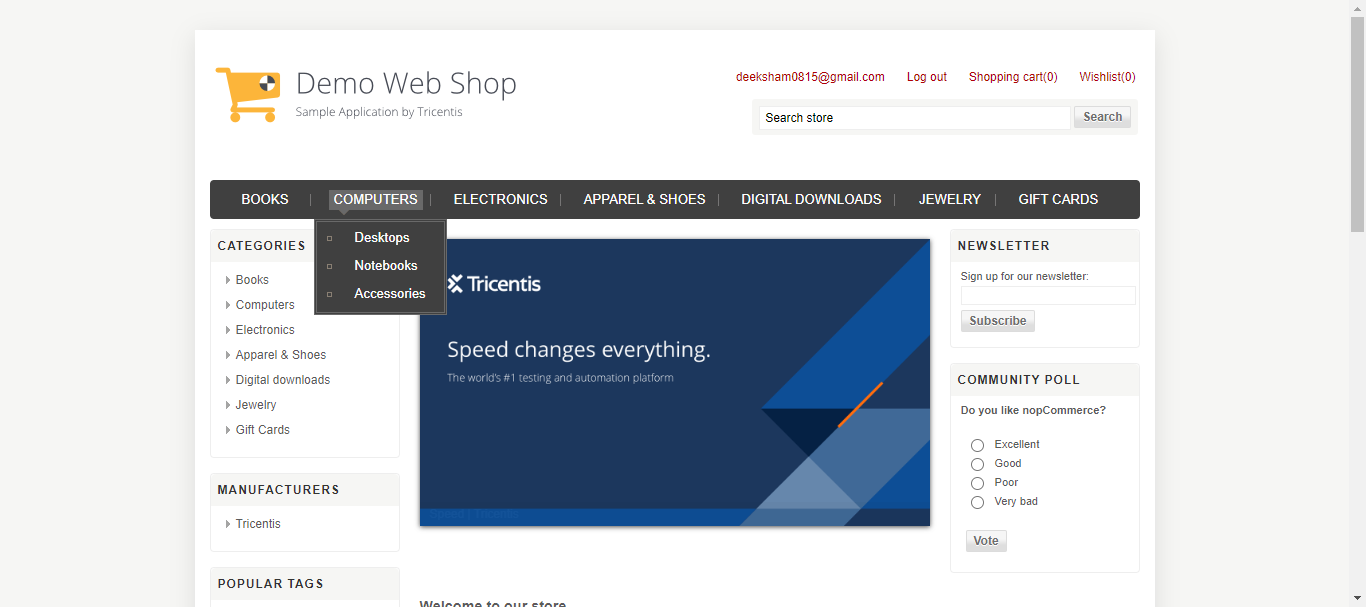 Demo Web Shop
Sample Application by Tricentis
deeksham0815@gmail.com Log out Shopping cart(0) Wishlist(0)
Search store Search
BOOKS COMPUTERS ELECTRONICS APPAREL & SHOES DIGITAL DOWNLOADS JEWELRY GIFT CARDS
Desktops
Notebooks
Accessories
CATEGORIES
Books
Computers
Electronics
Apparel & Shoes
Digital downloads
Jewelry
Gift Cards
MANUFACTURERS
Tricentis
POPULAR TAGS
Tricentis
Speed changes everything.
The world's #1 testing and automation platform
Welcome to our store
NEWSLETTER
Sign up for our newsletter:
Subscribe
COMMUNITY POLL
Do you like nopCommerce?
Excellent
Good
Poor
Very bad
Vote